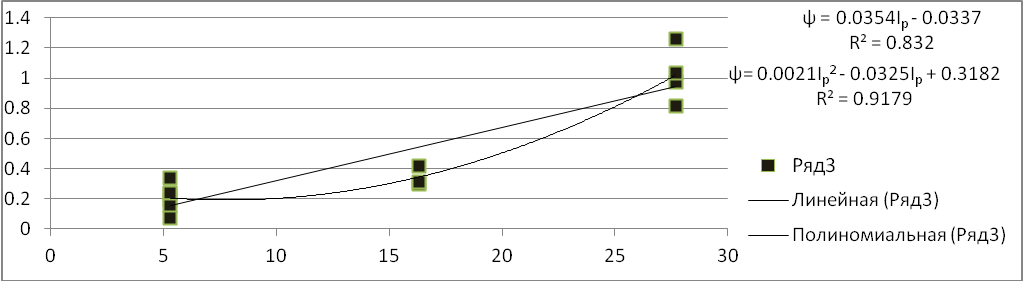 1.4
1.2
1
0.8
0.6
0.4
0.2
0
0 5 10 15 20 25 30
ψ = 0.0354Iₚ - 0.0337
R² = 0.832
ψ= 0.0021Iₚ² - 0.0325Iₚ + 0.3182
R² = 0.9179
Ряд3
Линейная (Ряд3)
Полиномиальная (Ряд3)